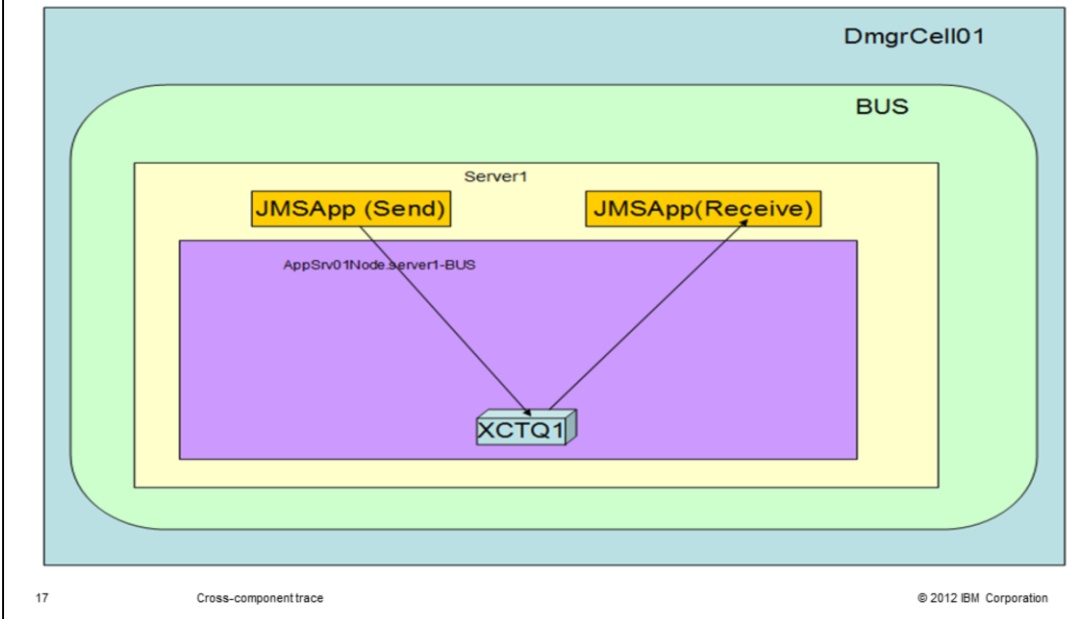 DmgrCell01
BUS
Server1
JMSApp (Send)
JMSApp(Receive)
AppSrv01Node.server1-BUS
XCTQ1
17
Cross-component trace
© 2012 IBM Corporation